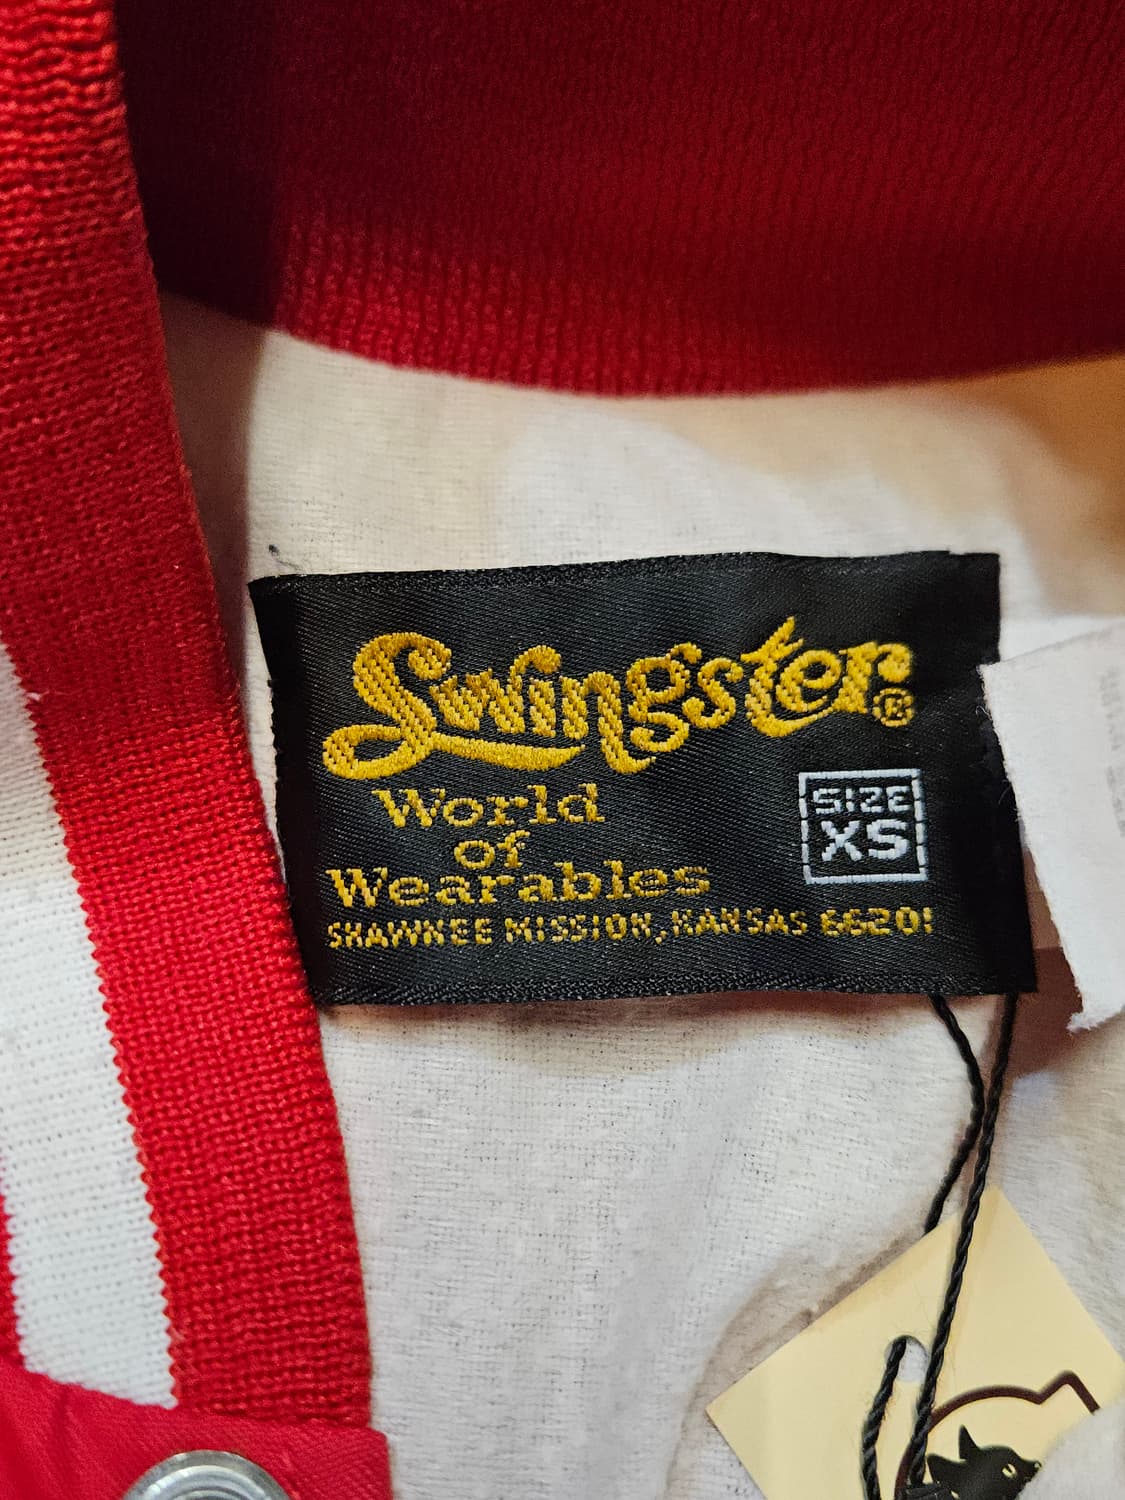 Swingster®
World
of
Wearables
SIZE
XS
SHAWNEE MISSION, KANSAS 66201